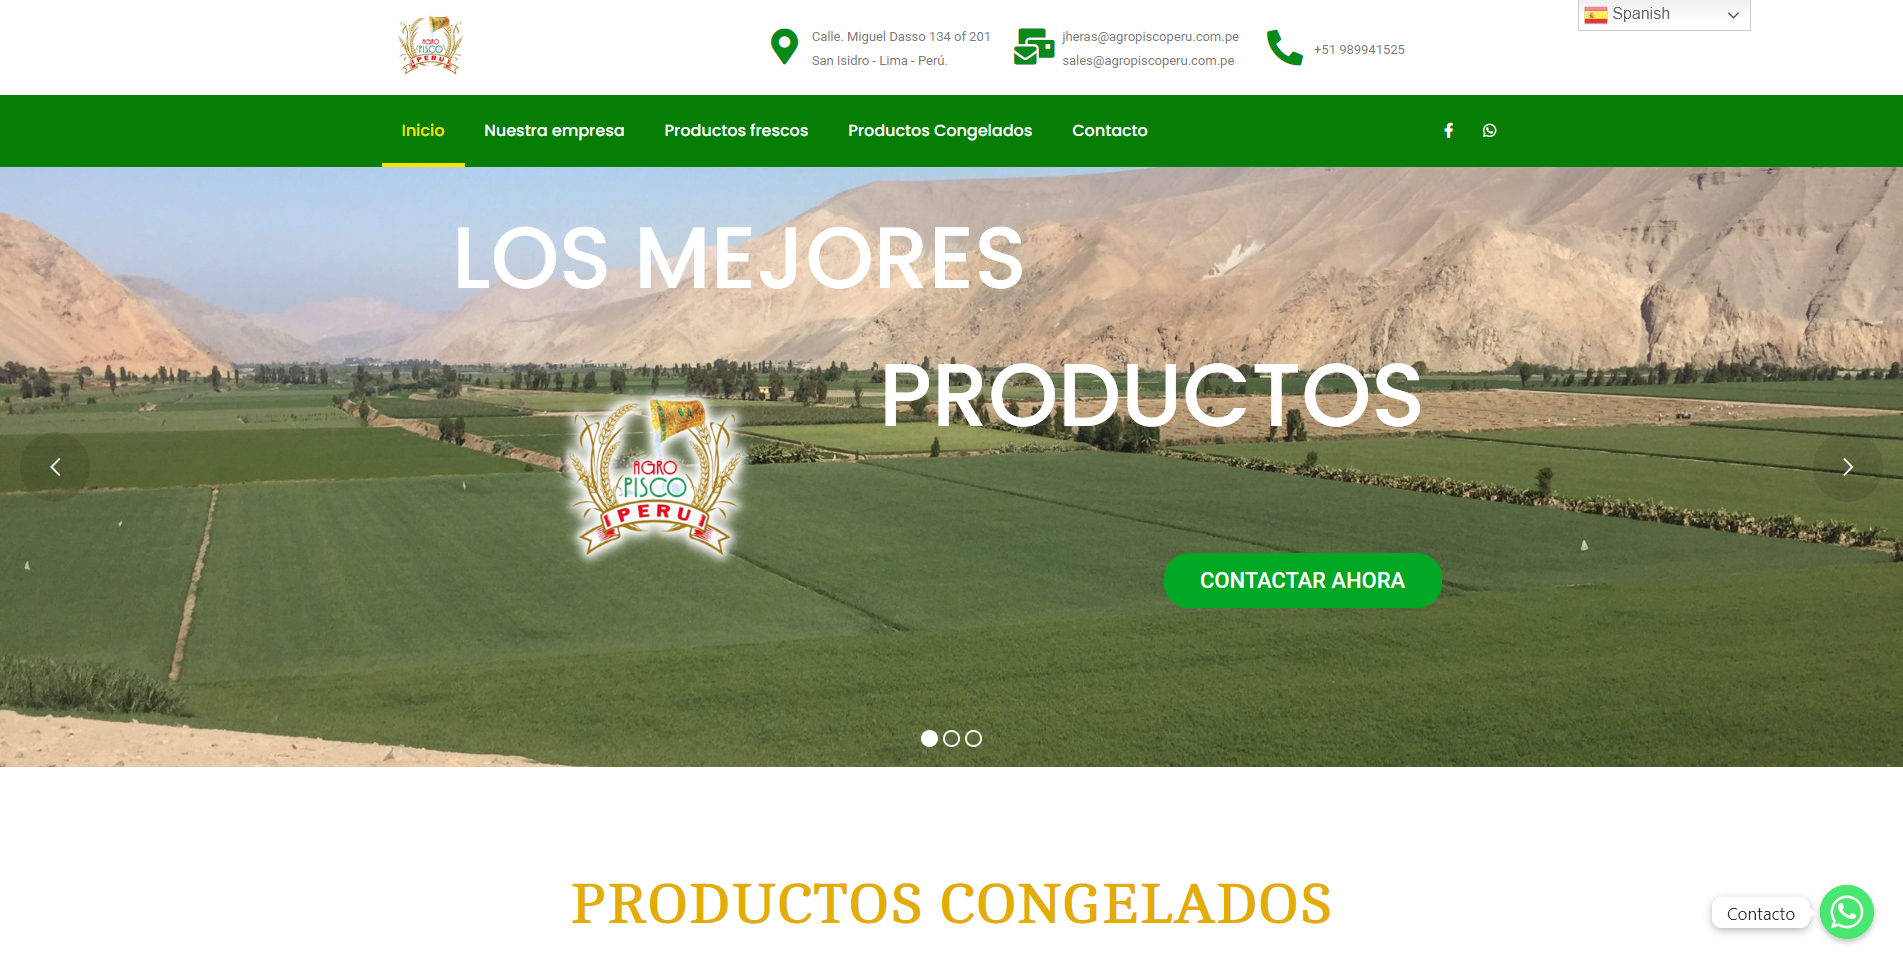 AGRO
PISCO
PERU
Calle. Miguel Dasso 134 of 201
San Isidro - Lima - Perú.
jheras@agropiscoperu.com.pe
sales@agropiscoperu.com.pe
+51 989941525
Spanish
Inicio
Nuestra empresa
Productos frescos
Productos Congelados
Contacto
LOS MEJORES
PRODUCTOS
AGRO
PISCO
PERU
CONTACTAR AHORA
PRODUCTOS CONGELADOS
Contacto